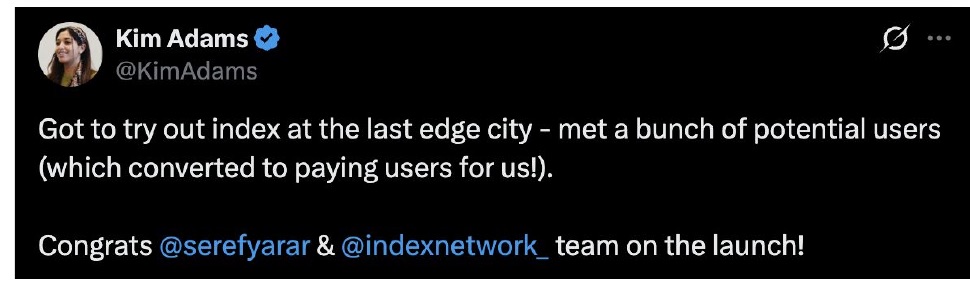 Kim Adams
@KimAdams
Got to try out index at the last edge city - met a bunch of potential users
(which converted to paying users for us!).
Congrats @serefyarar & @indexnetwork_ team on the launch!